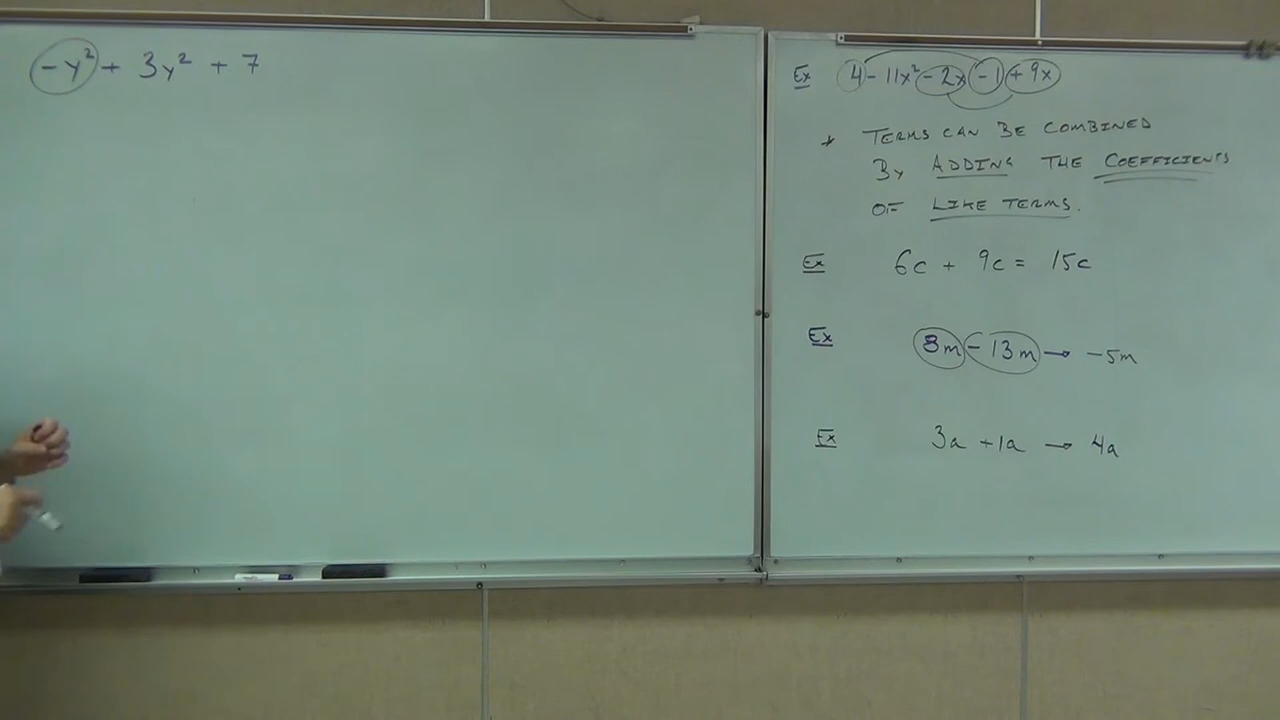 -y² + 3y² + 7
Ex 4 - 11x² - 2x - 1 + 9x
* TERMS CAN BE COMBINED
By ADDING THE COEFFICIENTS
OF LIKE TERMS.
Ex 6c + 9c = 15c
Ex 8m - 13m → -5m
Ex 3a + 1a → 4a